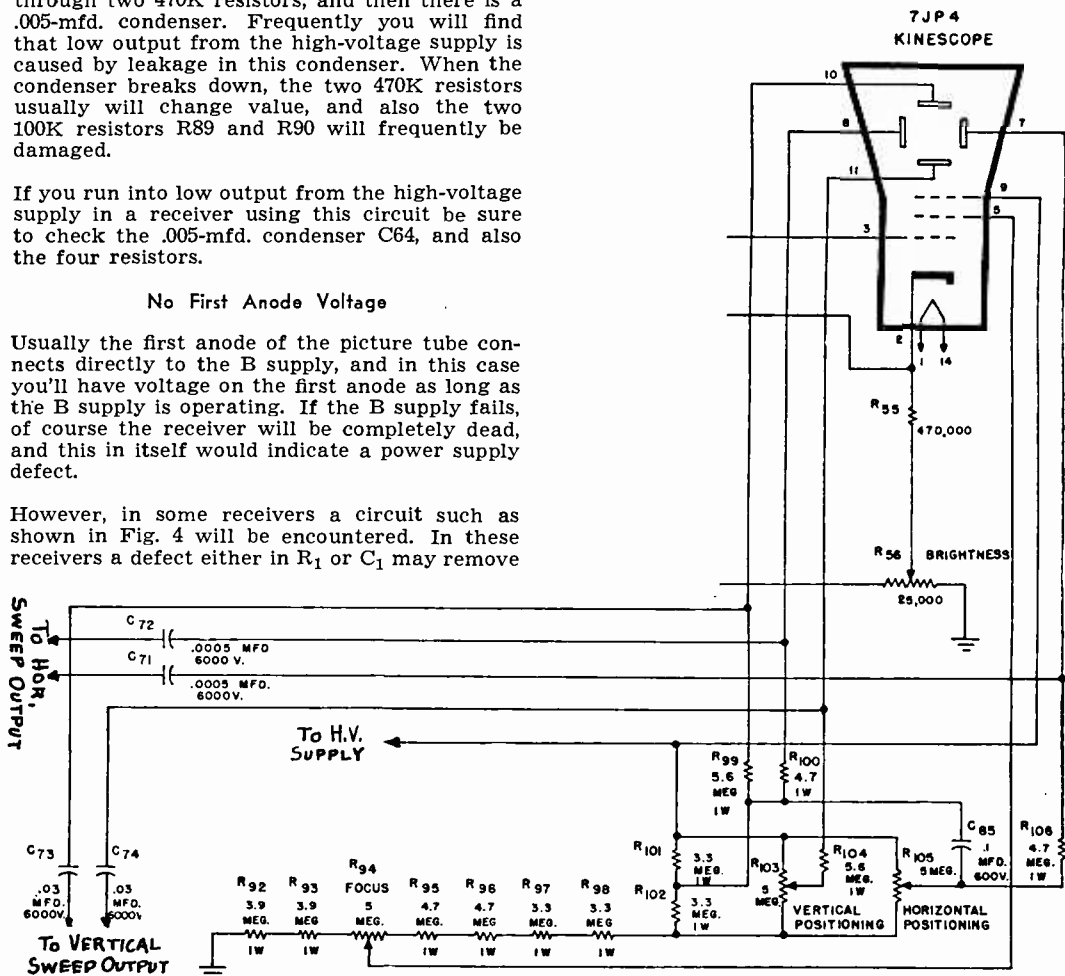 through two 470K resistors, and then there is a
.005-mfd. condenser. Frequently you will find
that low output from the high-voltage supply is
caused by leakage in this condenser. When the
condenser breaks down, the two 470K resistors
usually will change value, and also the two
100K resistors R89 and R90 will frequently be
damaged.
If you run into low output from the high-voltage
supply in a receiver using this circuit be sure
to check the .005-mfd. condenser C64, and also
the four resistors.
No First Anode Voltage
Usually the first anode of the picture tube con-
nects directly to the B supply, and in this case
you'll have voltage on the first anode as long as
the B supply is operating. If the B supply fails,
of course the receiver will be completely dead,
and this in itself would indicate a power supply
defect.
However, in some receivers a circuit such as
shown in Fig. 4 will be encountered. In these
receivers a defect either in R1 or C1 may remove
7JP4
KINESCOPE
10
8
7
11
9
5
3
2
1
14
R55
470,000
R56 BRIGHTNESS
25,000
TO HOR,
SWEEP OUTPUT
C72
.0005 MFD
6000 V.
C71
.0005 MFD.
6000V.
TO H.V.
SUPPLY
R99
5.6
MEG
1W
R100
4.7
1W
C73
.03
MFD.
6000V.
C74
.03
MFD.
6000V
TO VERTICAL
SWEEP OUTPUT
R92
3.9
MEG.
1W
R93
3.9
MEG
1W
R94
FOCUS
5
MEG.
R95
4.7
MEG.
1W
R96
4.7
MEG.
1W
R97
3.3
MEG.
1W
R98
3.3
MEG.
1W
R101
3.3
MEG.
1W
R102
3.3
MEG.
1W
R103
5
MEG.
VERTICAL
POSITIONING
R104
5.6
MEG.
1W
R105
5MEG.
HORIZONTAL
POSITIONING
C85
.1
MFD.
600V.
R106
4.7
MEG.
1W